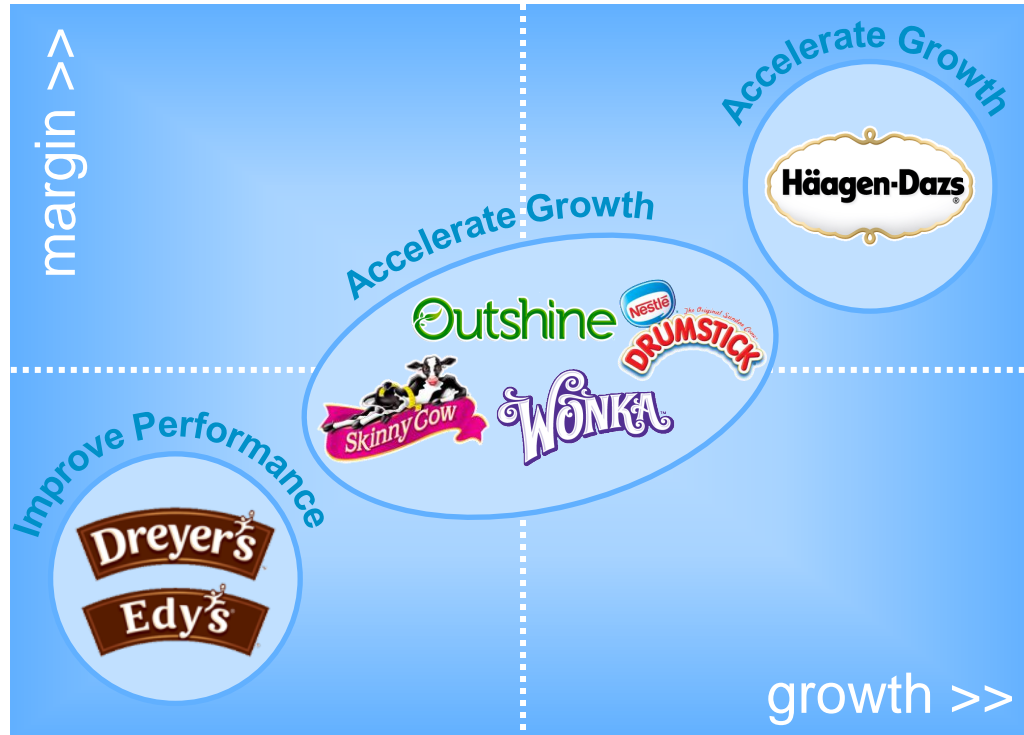 margin >>
Accelerate Growth
Häagen-Dazs
®
Accelerate Growth
Outshine
Nestlé
The Original Sundae Cone
DRUMSTICK
Skinny Cow
WONKA
™
Improve Performance
Dreyer's
Edy's
growth >>